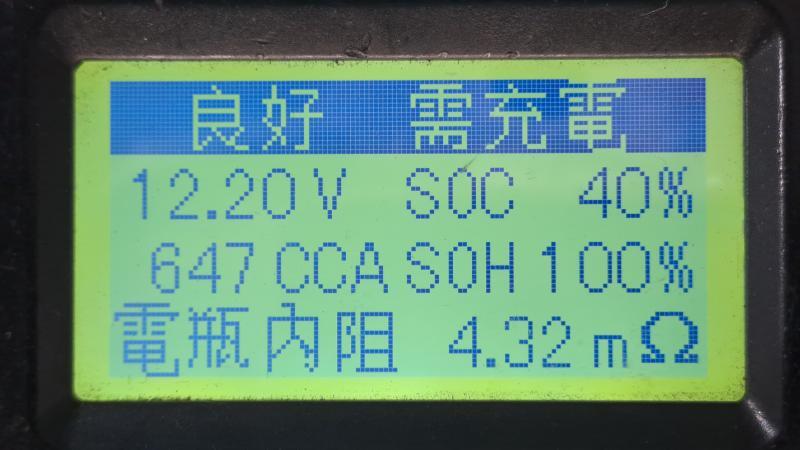 良好 需充電
12.20V SOC 40%
647 CCA SOH 100%
電瓶內阻 4.32 mΩ